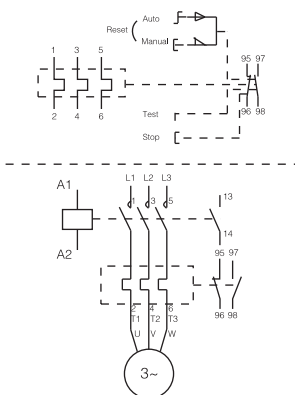 Auto
Reset
Manual
1 3 5
95 97
2 4 6
96 98
Test
Stop
A1
L1 L2 L3
13
1 3 5
14
A2
95 97
2 4 6
T1 T2 T3
96 98
U V W
3~